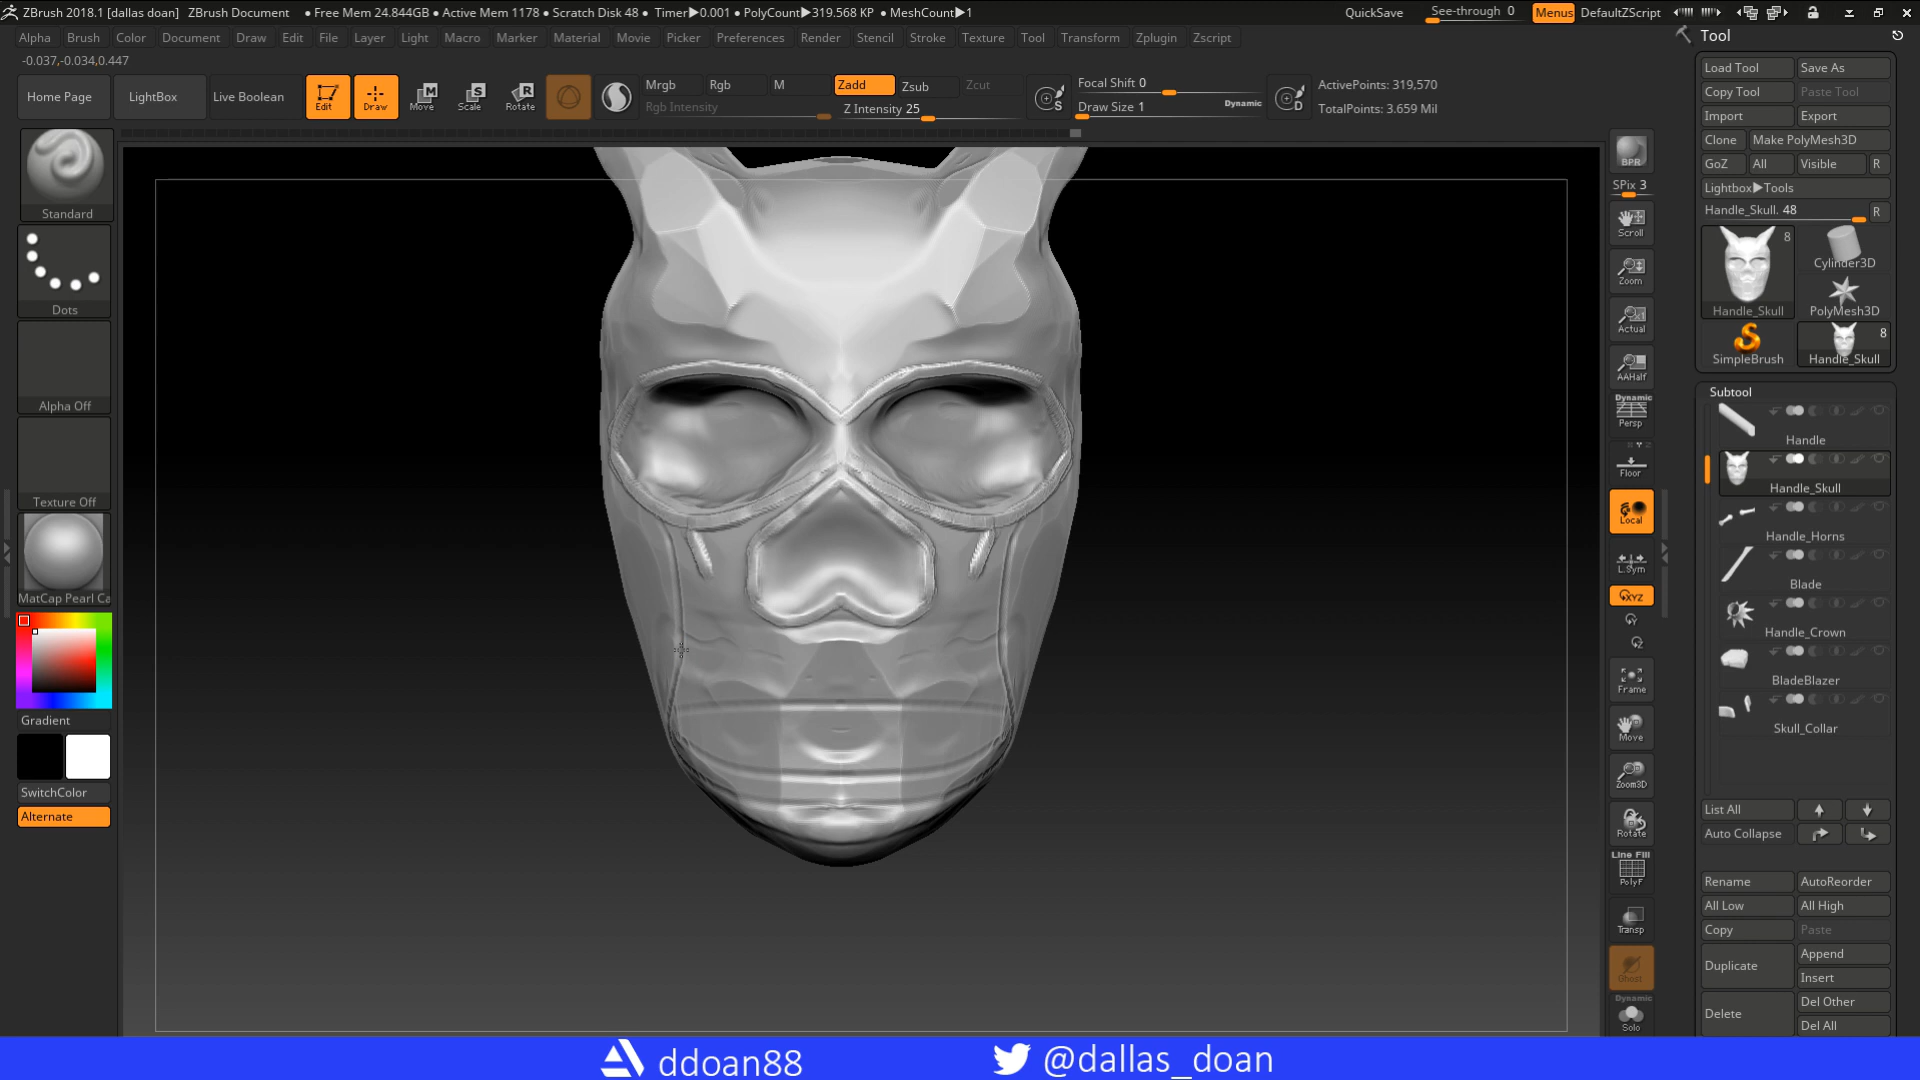 ZBrush 2018.1 [dallas doan] ZBrush Document ● Free Mem 24.844GB ● Active Mem 1178 ● Scratch Disk 48 ● Timer▶0.001 ● PolyCount▶319.568 KP ● MeshCount▶1 QuickSave See-through 0 Menus DefaultZScript
Alpha Brush Color Document Draw Edit File Layer Light Macro Marker Material Movie Picker Preferences Render Stencil Stroke Texture Tool Transform Zplugin Zscript
-0.037,-0.034,0.447
Home Page LightBox Live Boolean Edit Draw Move Scale Rotate
Mrgb Rgb M Zadd Zsub Zcut
Rgb Intensity Z Intensity 25
S Focal Shift 0
Draw Size 1 Dynamic
D ActivePoints: 319,570
TotalPoints: 3.659 Mil
Standard
Dots
Alpha Off
Texture Off
MatCap Pearl Ca
Gradient
SwitchColor
Alternate
BPR
SPix 3
Scroll
Zoom
Actual
AAHalf
Dynamic
Persp
Floor
Local
L.Sym
XYZ
Frame
Move
Zoom3D
Rotate
Line Fill
PolyF
Transp
Ghost
Dynamic
Solo
Tool
Load Tool Save As
Copy Tool Paste Tool
Import Export
Clone Make PolyMesh3D
GoZ All Visible R
Lightbox▶Tools
Handle_Skull. 48 R
8
Handle_Skull
Cylinder3D
PolyMesh3D
SimpleBrush
8
Handle_Skull
Subtool
Handle
Handle_Skull
Handle_Horns
Blade
Handle_Crown
BladeBlazer
Skull_Collar
List All
Auto Collapse
Rename AutoReorder
All Low All High
Copy Paste
Duplicate Append
Insert
Delete Del Other
Del All
ddoan88 @dallas_doan